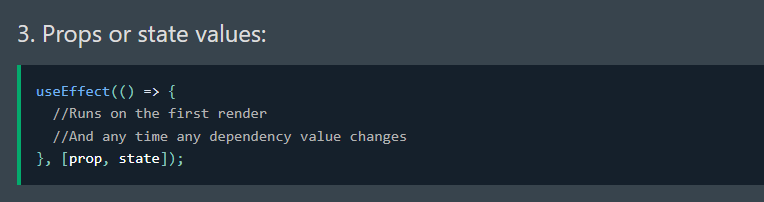 3. Props or state values:
useEffect(() => {
  //Runs on the first render
  //And any time any dependency value changes
}, [prop, state]);